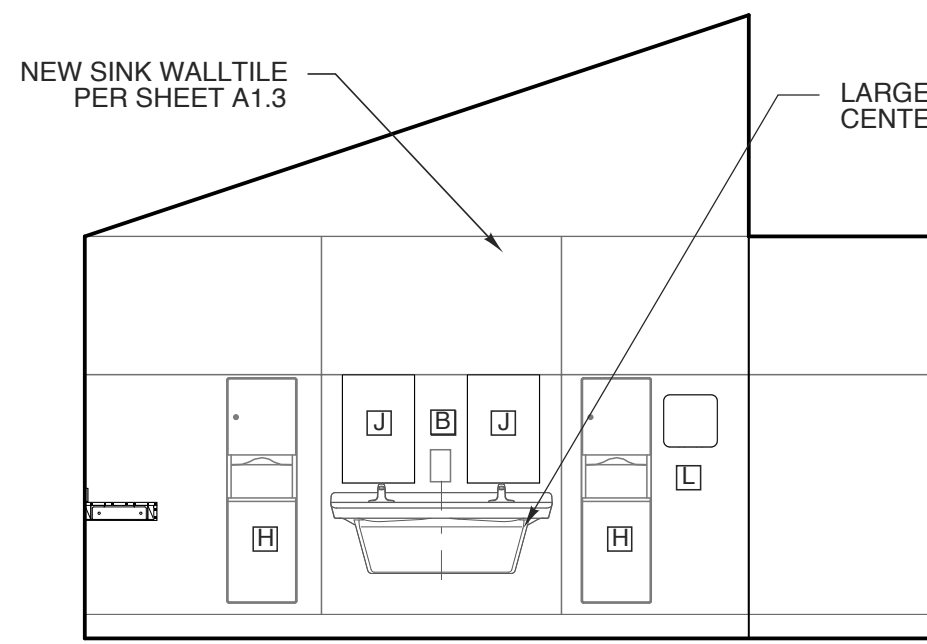 NEW SINK WALLTILE
PER SHEET A1.3
LARGE
CENTE
J
B
J
L
H
H